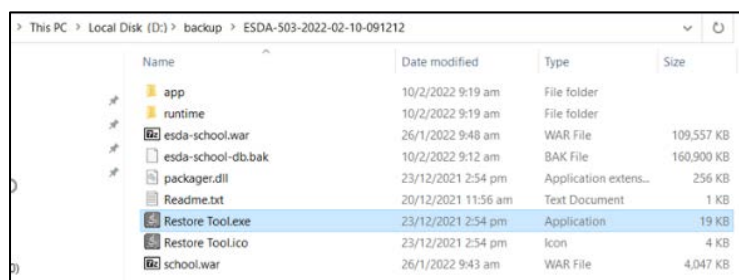 > This PC > Local Disk (D:) > backup > ESDA-503-2022-02-10-091212
Name Date modified Type Size
app 10/2/2022 9:19 am File folder
runtime 10/2/2022 9:19 am File folder
esda-school.war 26/1/2022 9:48 am WAR File 109,557 KB
esda-school-db.bak 10/2/2022 9:12 am BAK File 160,900 KB
packager.dll 23/12/2021 2:54 pm Application extens... 256 KB
Readme.txt 20/12/2021 11:56 am Text Document 1 KB
Restore Tool.exe 23/12/2021 2:54 pm Application 19 KB
Restore Tool.ico 23/12/2021 2:54 pm Icon 4 KB
school.war 26/1/2022 9:43 am WAR File 4,047 KB